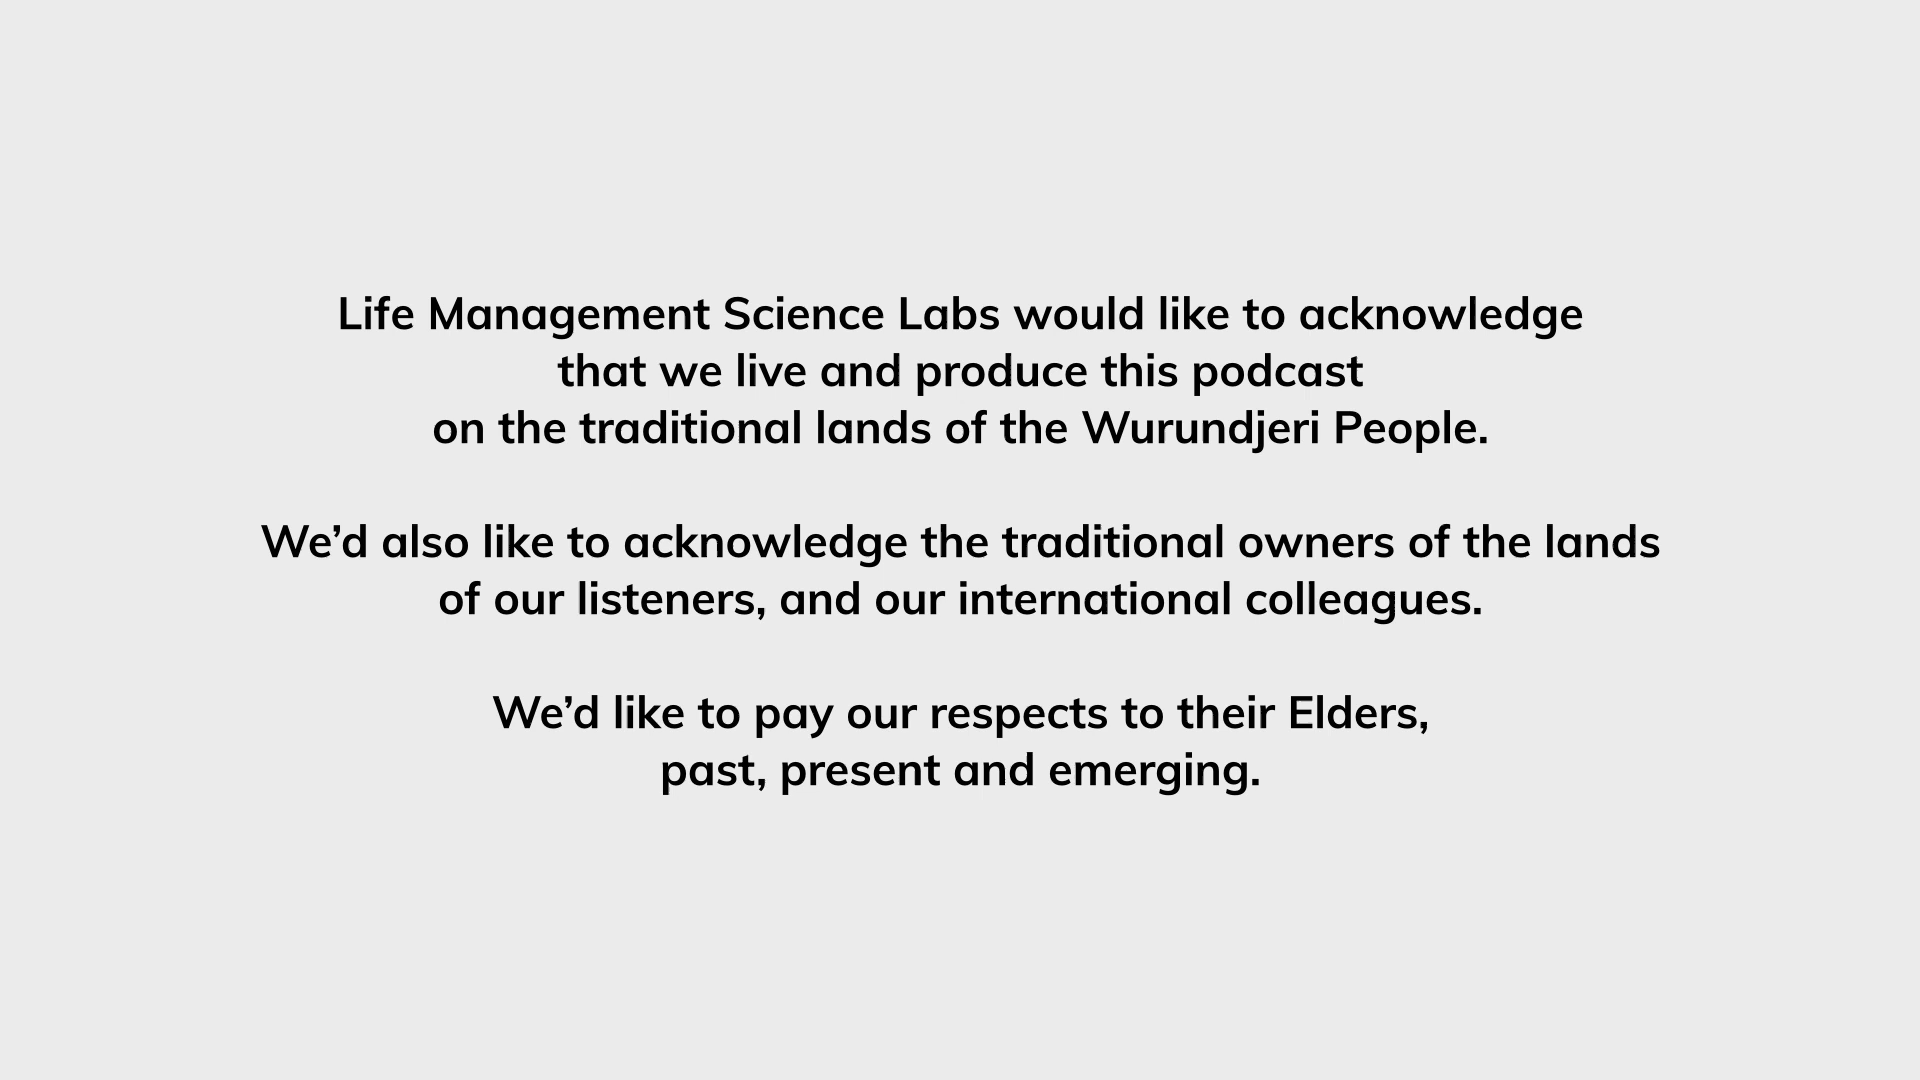 Life Management Science Labs would like to acknowledge
that we live and produce this podcast
on the traditional lands of the Wurundjeri People.
We’d also like to acknowledge the traditional owners of the lands
of our listeners, and our international colleagues.
We’d like to pay our respects to their Elders,
past, present and emerging.